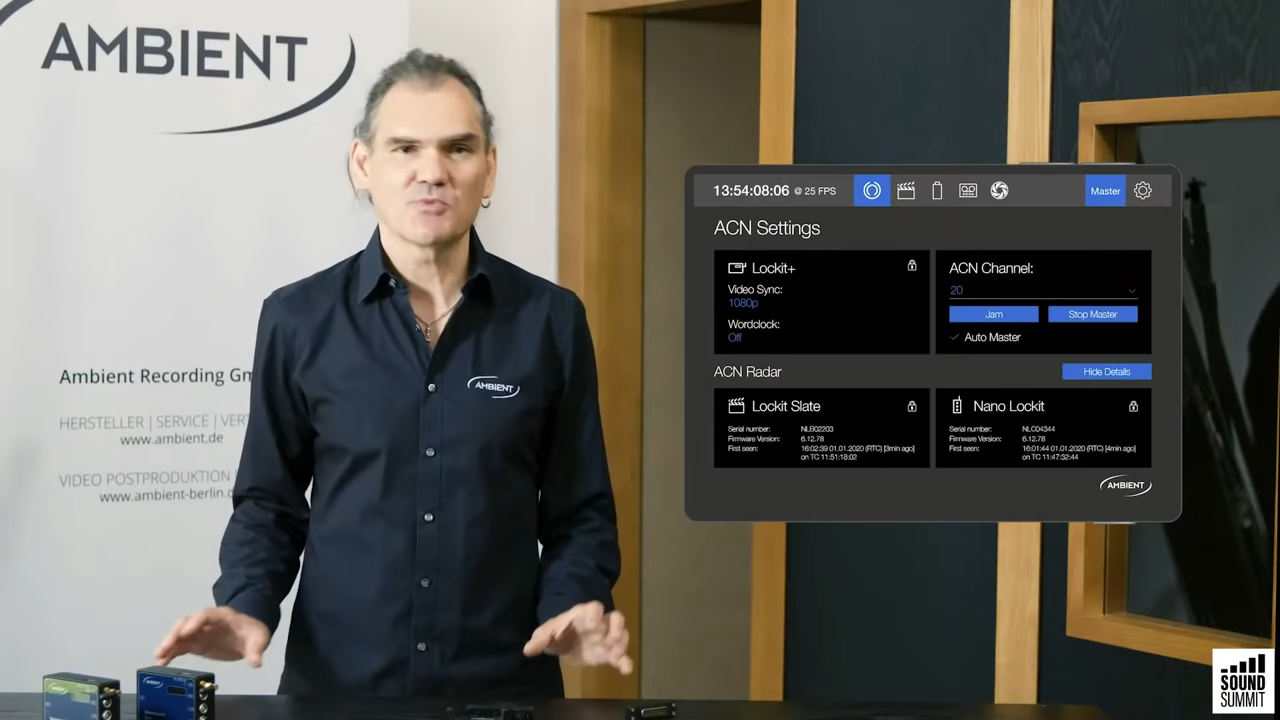 AMBIENT
Ambient Recording Gm
HERSTELLER | SERVICE | VERT
www.ambient.de
VIDEO POSTPRODUKTION
www.ambient-berlin.d
AMBIENT
AMBIENT
AMBIENT
13:54:08:06 @ 25 FPS
Master
ACN Settings
Lockit+
Video Sync:
1080p
Wordclock:
Off
ACN Channel:
20
Jam
Stop Master
Auto Master
ACN Radar
Hide Details
Lockit Slate
Serial number: NLB02203
Firmware Version: 6.12.78
First seen: 16:02:39 01.01.2020 (RTC) [3min ago]
on TC 11:51:18:02
Nano Lockit
Serial number: NLC04344
Firmware Version: 6.12.78
First seen: 16:01:44 01.01.2020 (RTC) [4min ago]
on TC 11:47:32:44
AMBIENT
SOUND
SUMMIT